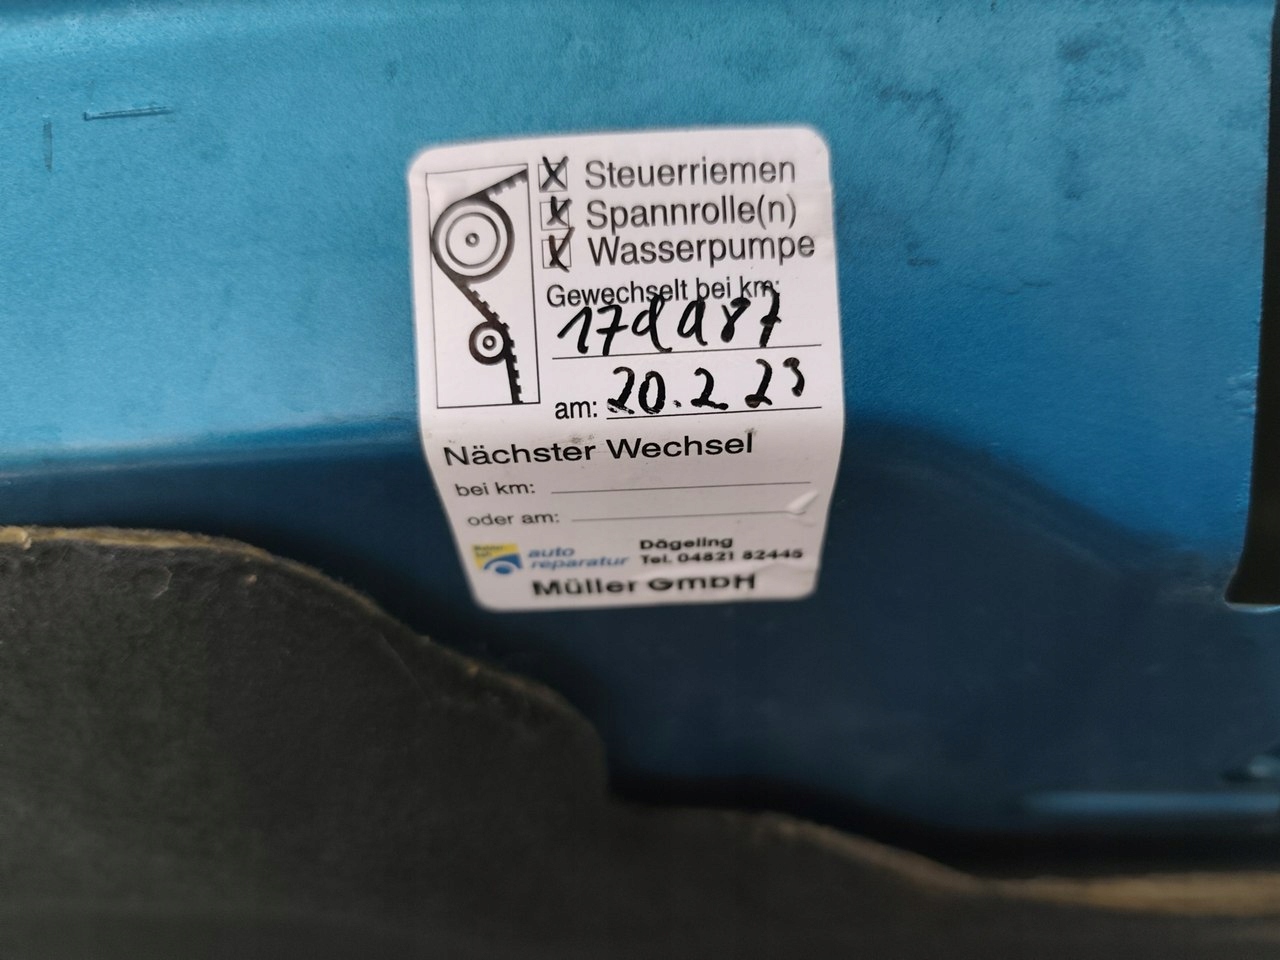 Steuerriemen
Spannrolle(n)
Wasserpumpe
Gewechselt bei km:
am: 20.2 23
Nächster Wechsel
bei km:
oder am:
auto
reparatur
Dägeling
Tel. 04821 82445
Müller GmbH